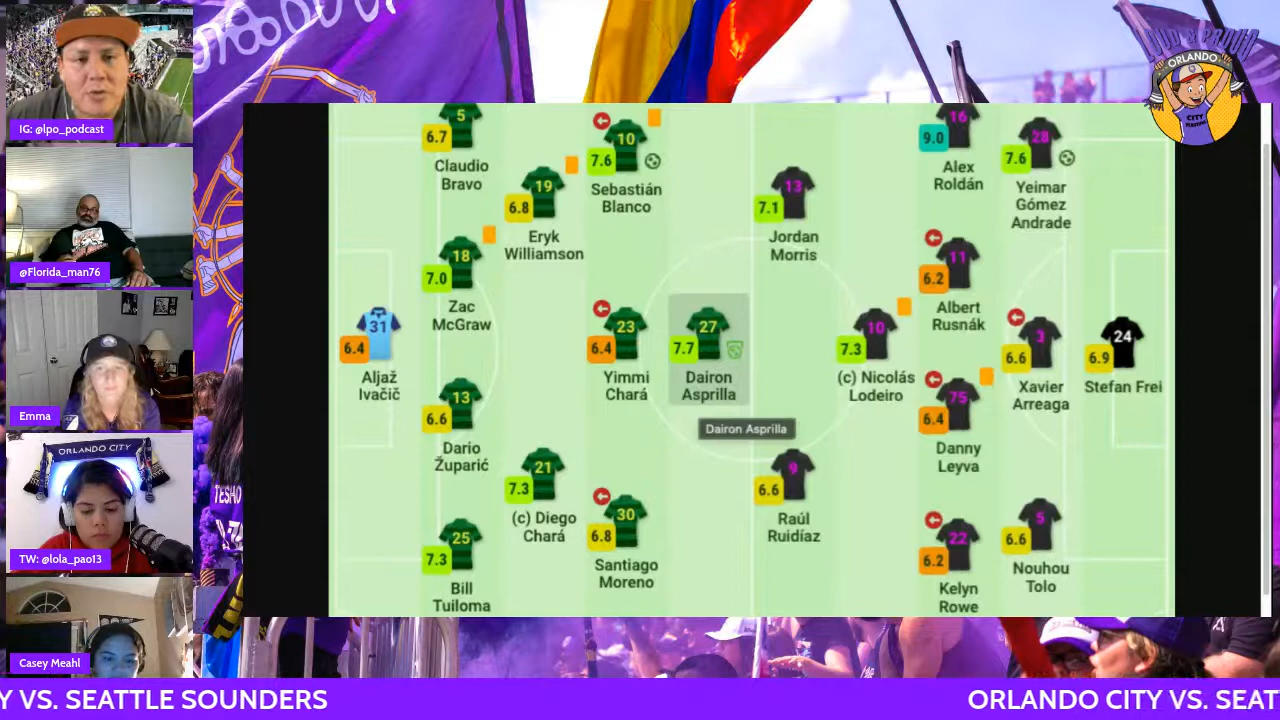 IG: @lpo_podcast
@Florida_man76
Emma
ORLANDO CITY
TW: @lola_pao13
Casey Meahl
ORLANDO
CITY
5
6.7
Claudio
Bravo
19
6.8
Eryk
Williamson
10
7.6
Sebastián
Blanco
18
7.0
Zac
McGraw
31
6.4
Aljaž
Ivačič
23
6.4
Yimmi
Chará
27
7.7
Dairon
Asprilla
Dairon Asprilla
13
6.6
Dario
Župarić
21
7.3
(c) Diego
Chará
30
6.8
Santiago
Moreno
25
7.3
Bill
Tuiloma
13
7.1
Jordan
Morris
9
6.6
Raúl
Ruidíaz
10
7.3
(c) Nicolás
Lodeiro
16
9.0
Alex
Roldán
28
7.6
Yeimar
Gómez
Andrade
11
6.2
Albert
Rusnák
3
6.6
Xavier
Arreaga
24
6.9
Stefan Frei
75
6.4
Danny
Leyva
22
6.2
Kelyn
Rowe
5
6.6
Nouhou
Tolo
Y VS. SEATTLE SOUNDERS
ORLANDO CITY VS. SEAT